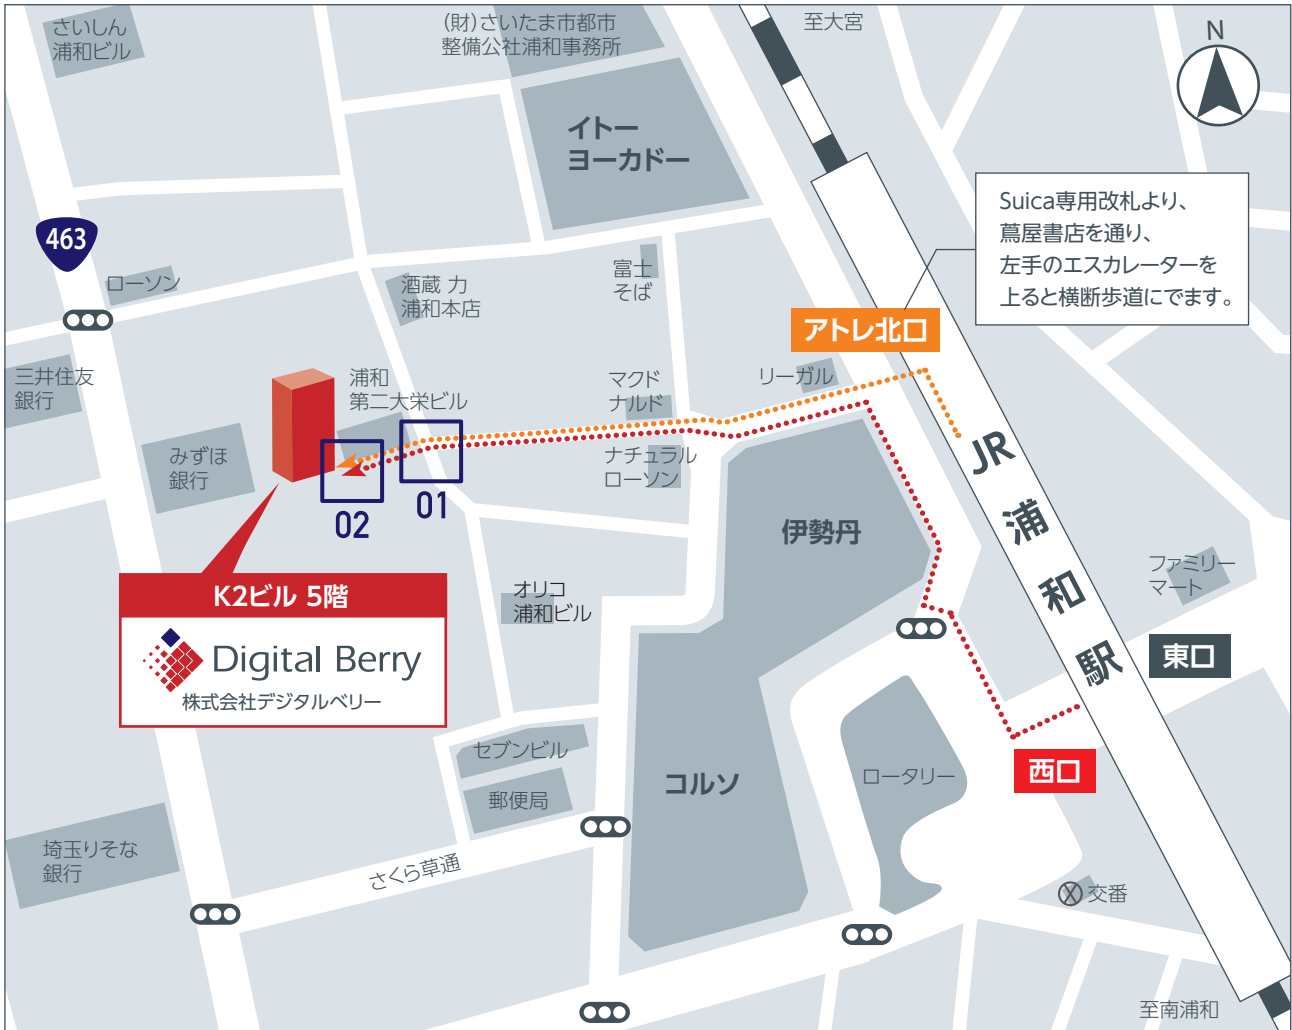 さいしん
浦和ビル
(財)さいたま市都市
整備公社浦和事務所
至大宮
N
イトー
ヨーカドー
Suica専用改札より、
蔦屋書店を通り、
左手のエスカレーターを
上ると横断歩道にでます。
463
ローソン
酒蔵 力
浦和本店
富士
そば
アトレ北口
三井住友
銀行
浦和
第二大栄ビル
マクド
ナルド
リーガル
みずほ
銀行
ナチュラル
ローソン
JR浦和駅
01
02
伊勢丹
K2ビル 5階
Digital Berry
株式会社デジタルベリー
オリコ
浦和ビル
ファミリー
マート
東口
西口
セブンビル
郵便局
コルソ
ロータリー
埼玉りそな
銀行
さくら草通
交番
至南浦和